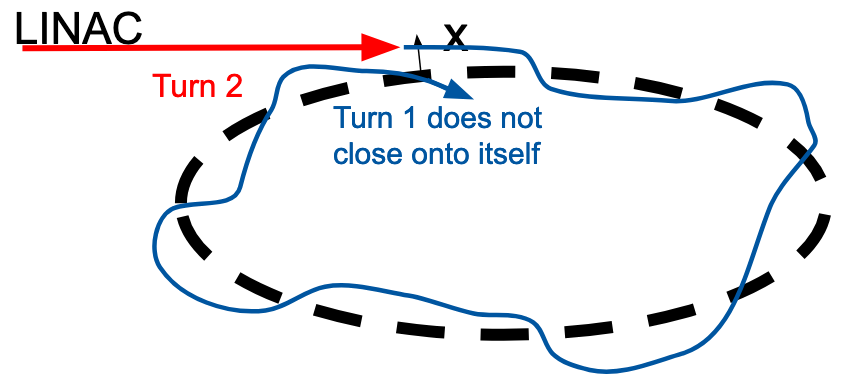 LINAC
X
Turn 2
Turn 1 does not
close onto itself